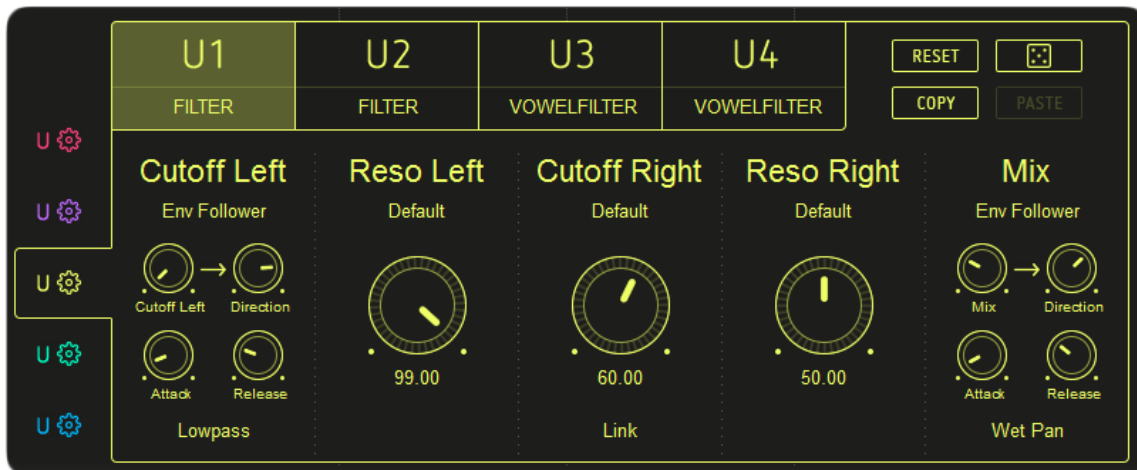 U1 U2 U3 U4 RESET
FILTER FILTER VOWELFILTER VOWELFILTER COPY PASTE
U
U
U
U
U
Cutoff Left Reso Left Cutoff Right Reso Right Mix
Env Follower Default Default Default Env Follower
Cutoff Left Direction Mix Direction
Attack Release 99.00 60.00 50.00 Attack Release
Lowpass Link Wet Pan